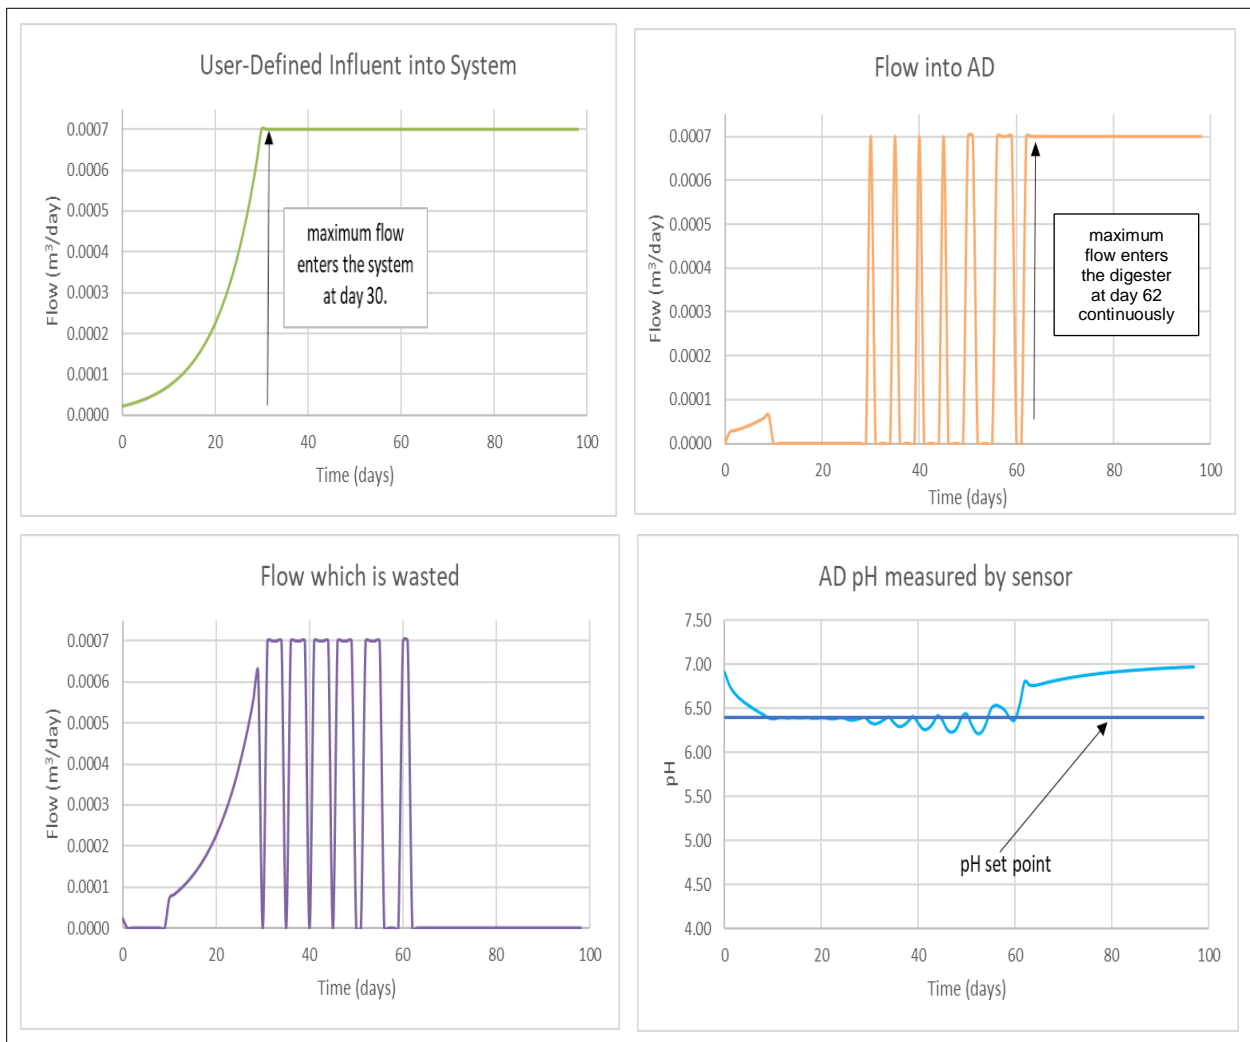 User-Defined Influent into System
Flow (m³/day)
0.0007
0.0006
0.0005
0.0004
0.0003
0.0002
0.0001
0.0000
maximum flow
enters the system
at day 30.
0 20 40 60 80 100
Time (days)
Flow into AD
Flow (m³/day)
0.0007
0.0006
0.0005
0.0004
0.0003
0.0002
0.0001
0.0000
maximum
flow enters
the digester
at day 62
continuously
0 20 40 60 80 100
Time (days)
Flow which is wasted
Flow (m³/day)
0.0007
0.0006
0.0005
0.0004
0.0003
0.0002
0.0001
0.0000
0 20 40 60 80 100
Time (days)
AD pH measured by sensor
pH
7.50
7.00
6.50
6.00
5.50
5.00
4.50
4.00
pH set point
0 20 40 60 80 100
Time (days)